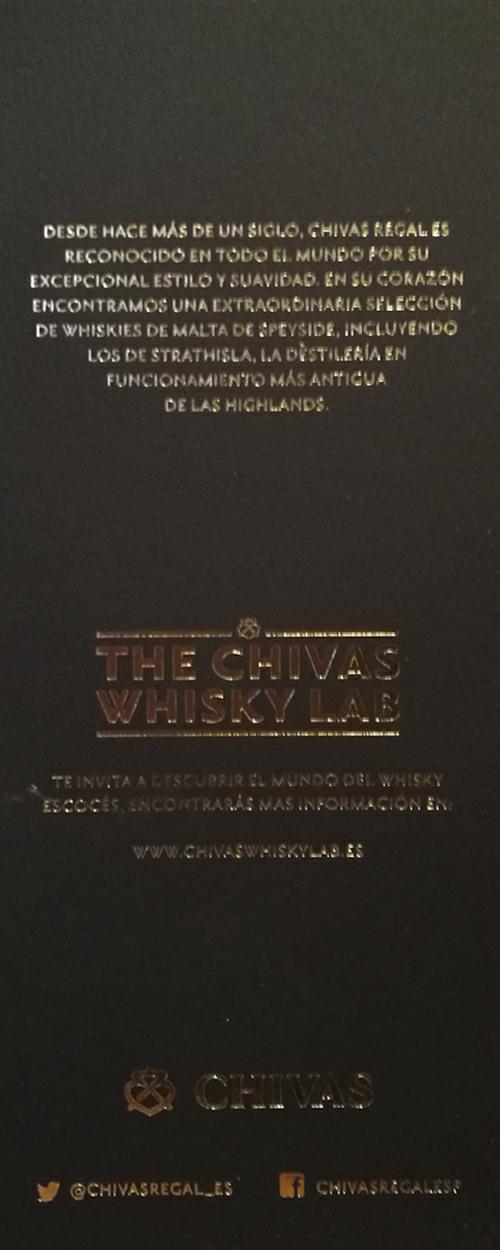 DESDE HACE MÁS DE UN SIGLO, CHIVAS REGAL ES
RECONOCIDO EN TODO EL MUNDO POR SU
EXCEPCIONAL ESTILO Y SUAVIDAD. EN SU CORAZÓN
ENCONTRAMOS UNA EXTRAORDINARIA SELECCIÓN
DE WHISKIES DE MALTA DE SPEYSIDE, INCLUYENDO
LOS DE STRATHISLA, LA DESTILERÍA EN
FUNCIONAMIENTO MÁS ANTIGUA
DE LAS HIGHLANDS.
THE CHIVAS
WHISKY LAB
TE INVITA A DESCUBRIR EL MUNDO DEL WHISKY
ESCOCÉS, ENCONTRARÁS MAS INFORMACIÓN EN:
WWW.CHIVASWHISKYLAB.ES
CHIVAS
@CHIVASREGAL_ES CHIVASREGALESP